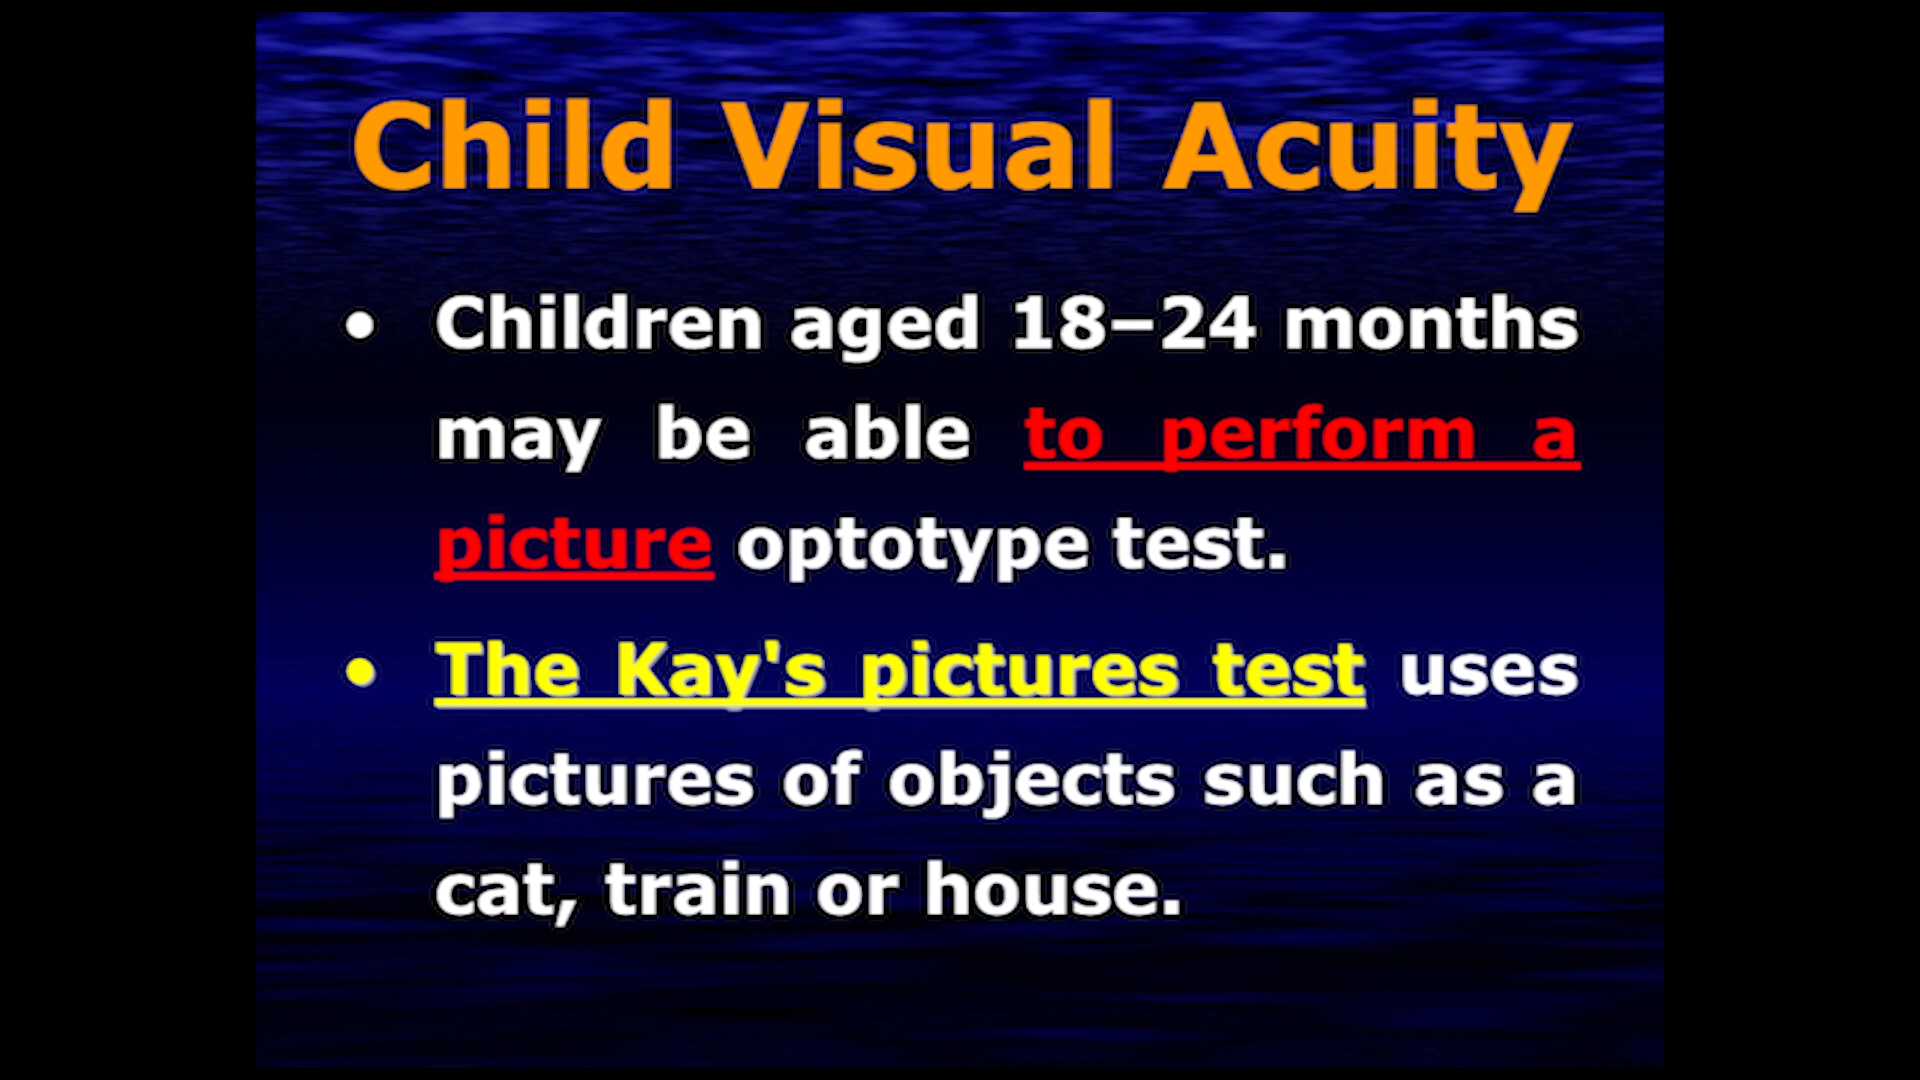 Child Visual Acuity
• Children aged 18–24 months
may be able to perform a
picture optotype test.
• The Kay's pictures test uses
pictures of objects such as a
cat, train or house.